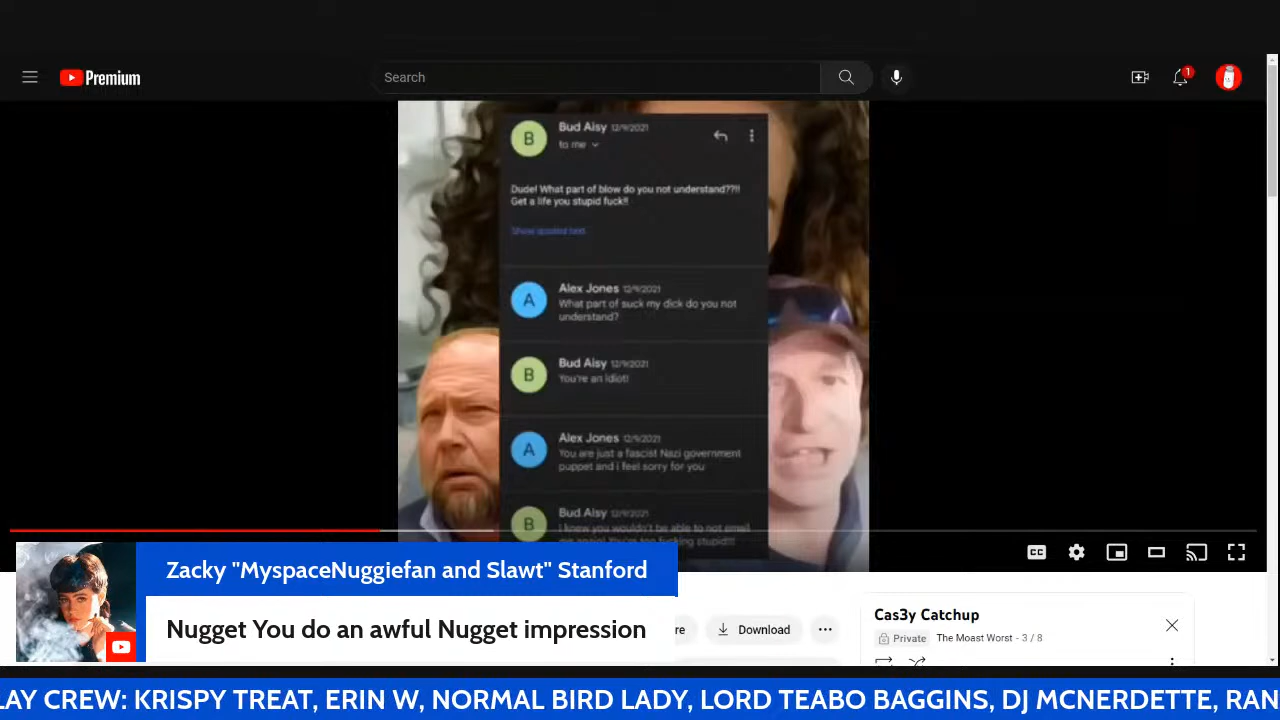 Premium
Search
1
B
Bud Aisy 12/9/2021
to me
Dude! What part of blow do you not understand??!!
Get a life you stupid fuck!!
Show quoted text
A
Alex Jones 12/9/2021
What part of suck my dick do you not
understand?
B
Bud Aisy 12/9/2021
You're an idiot!
A
Alex Jones 12/9/2021
You are just a fascist Nazi government
puppet and i feel sorry for you
B
Bud Aisy 12/9/2021
I knew you wouldn't be able to not email
me again! You're too fucking stupid!!!
CC
Zacky "MyspaceNuggiefan and Slawt" Stanford
Nugget You do an awful Nugget impression
re
Download
Cas3y Catchup
Private The Moast Worst - 3 / 8
LAY CREW: KRISPY TREAT, ERIN W, NORMAL BIRD LADY, LORD TEABO BAGGINS, DJ MCNERDETTE, RAN